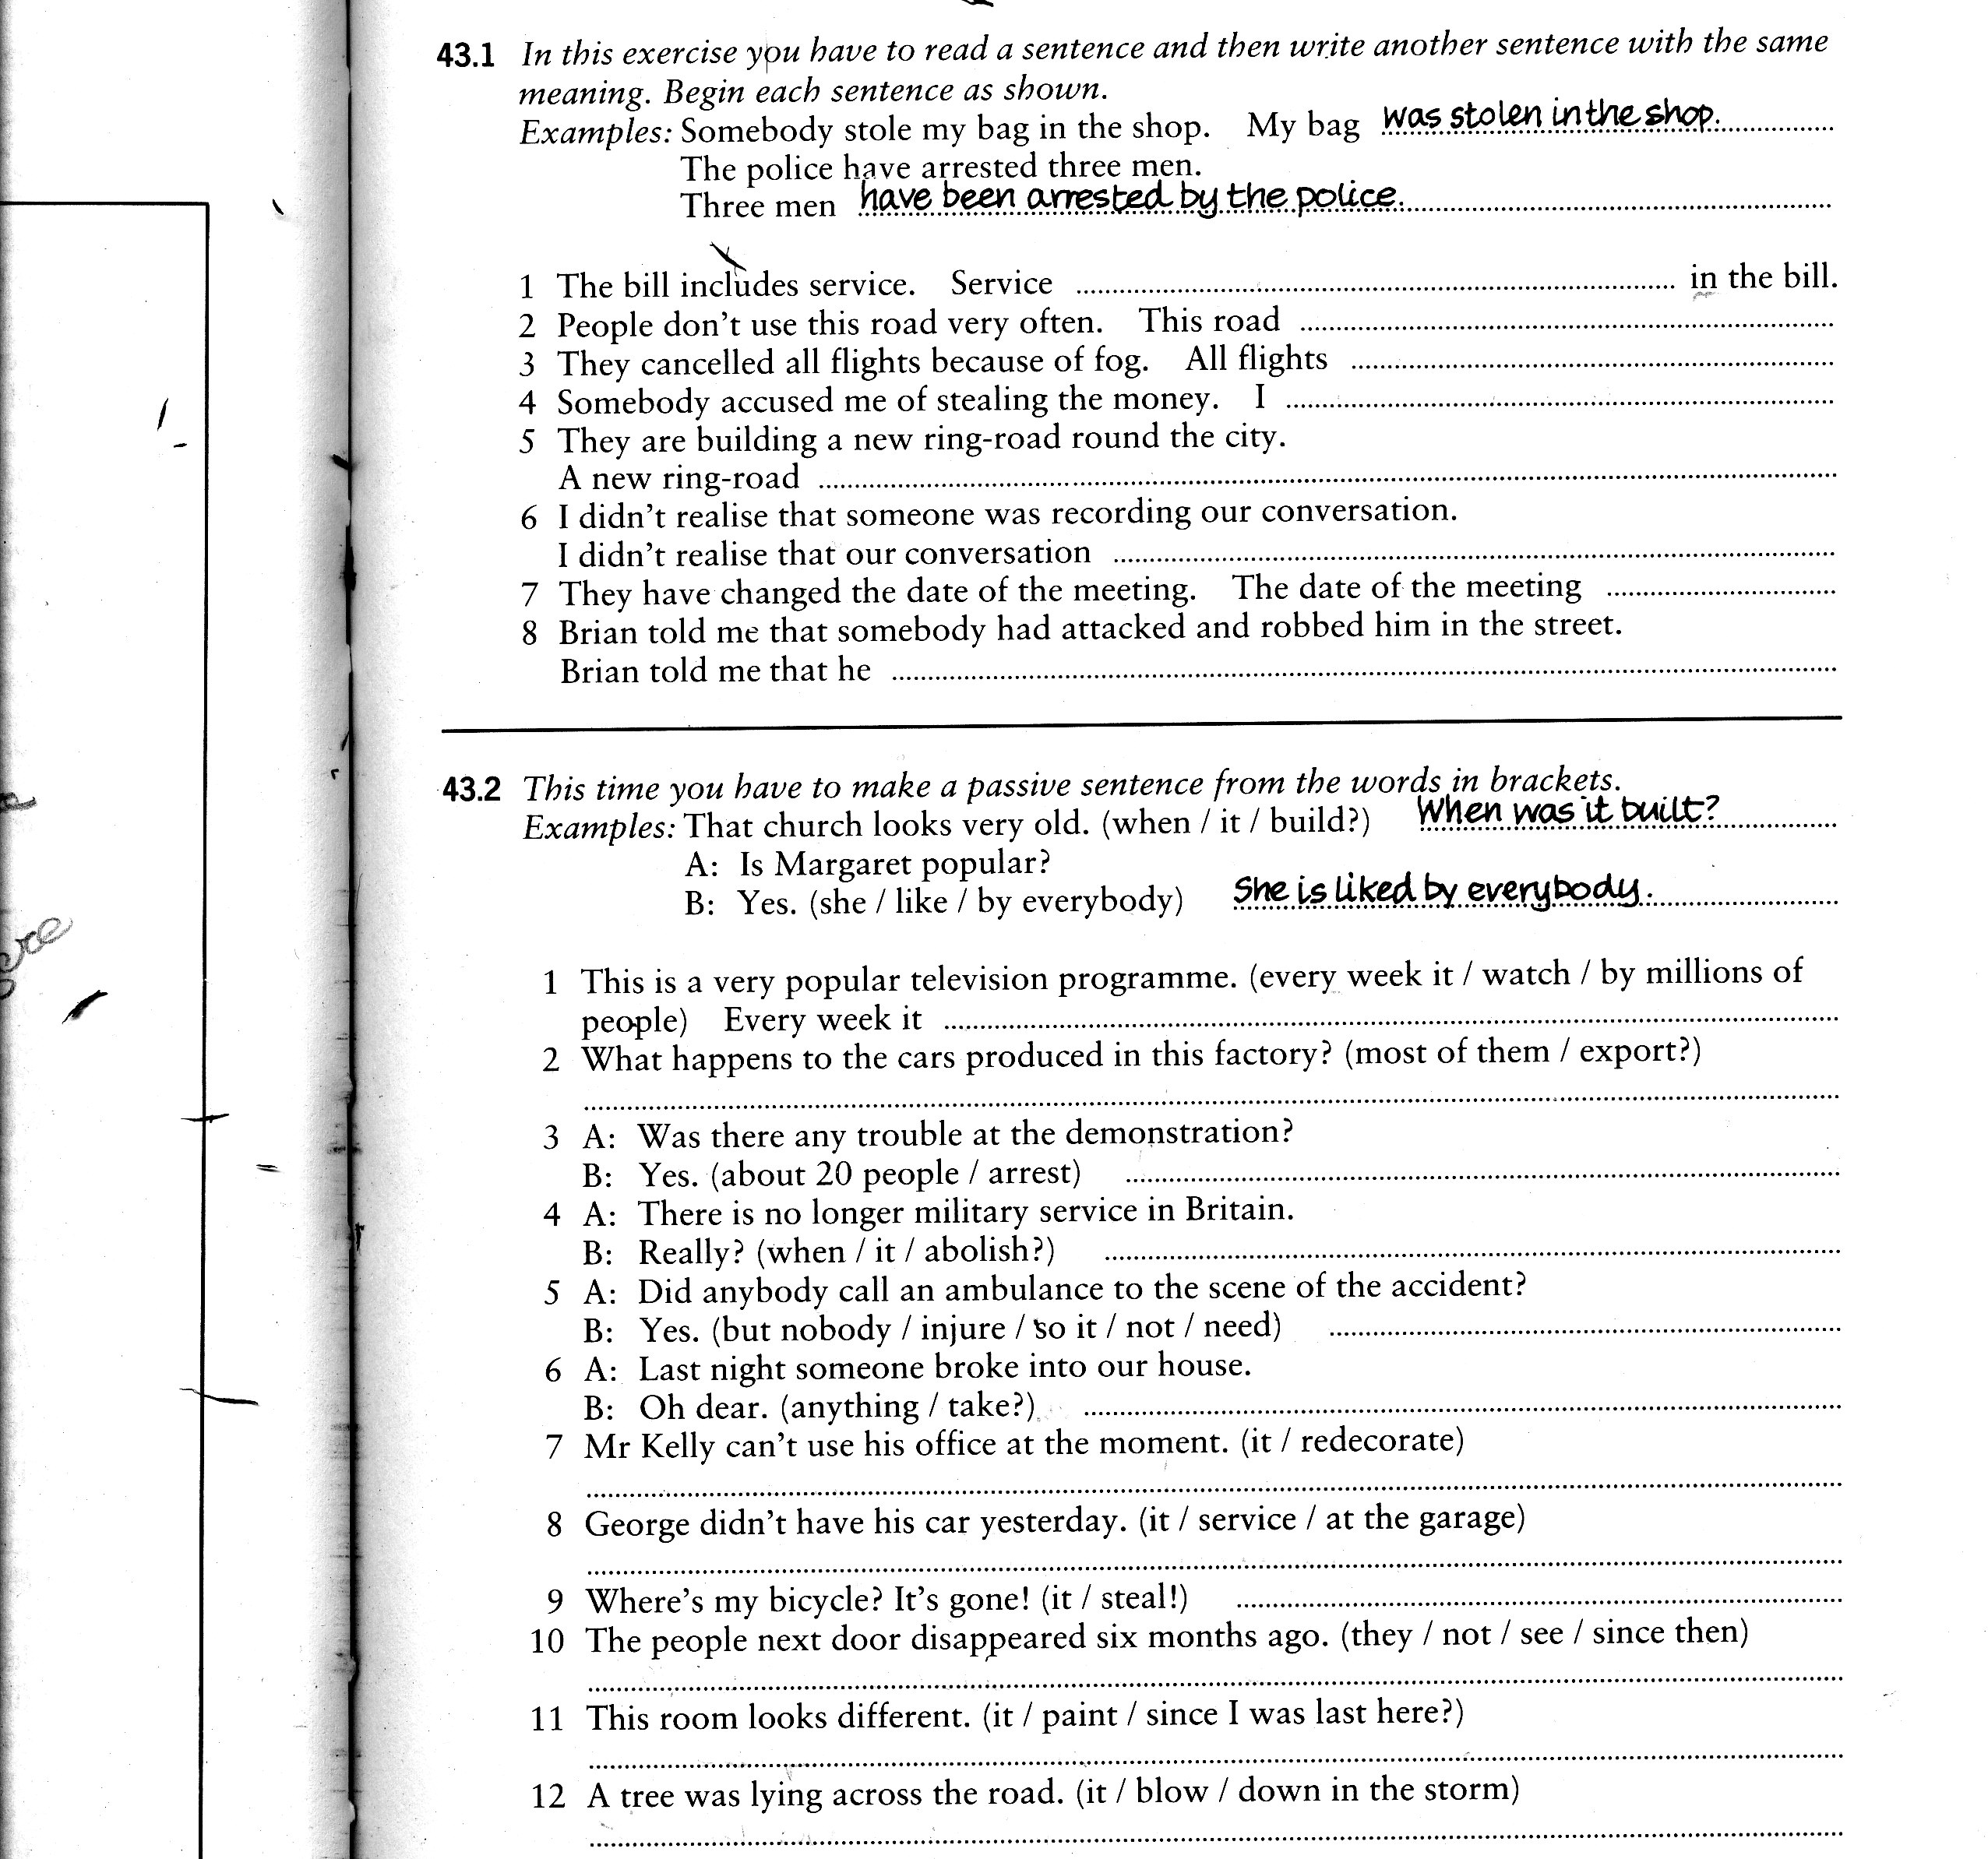 43.1 In this exercise you have to read a sentence and then write another sentence with the same
meaning. Begin each sentence as shown.
Examples: Somebody stole my bag in the shop. My bag was stolen in the shop.
The police have arrested three men.
Three men have been arrested by the police.
1 The bill includes service. Service ........ in the bill.
2 People don't use this road very often. This road ........
3 They cancelled all flights because of fog. All flights ........
4 Somebody accused me of stealing the money. I ........
5 They are building a new ring-road round the city.
A new ring-road ........
6 I didn't realise that someone was recording our conversation.
I didn't realise that our conversation ........
7 They have changed the date of the meeting. The date of the meeting ........
8 Brian told me that somebody had attacked and robbed him in the street.
Brian told me that he ........
43.2 This time you have to make a passive sentence from the words in brackets.
Examples: That church looks very old. (when / it / build?) When was it built?
A: Is Margaret popular?
B: Yes. (she / like / by everybody) She is liked by everybody.
1 This is a very popular television programme. (every week it / watch / by millions of
people) Every week it ........
2 What happens to the cars produced in this factory? (most of them / export?)
3 A: Was there any trouble at the demonstration?
B: Yes. (about 20 people / arrest) ........
4 A: There is no longer military service in Britain.
B: Really? (when / it / abolish?) ........
5 A: Did anybody call an ambulance to the scene of the accident?
B: Yes. (but nobody / injure / so it / not / need) ........
6 A: Last night someone broke into our house.
B: Oh dear. (anything / take?) ........
7 Mr Kelly can't use his office at the moment. (it / redecorate)
8 George didn't have his car yesterday. (it / service / at the garage)
9 Where's my bicycle? It's gone! (it / steal!) ........
10 The people next door disappeared six months ago. (they / not / see / since then)
11 This room looks different. (it / paint / since I was last here?)
12 A tree was lying across the road. (it / blow / down in the storm)